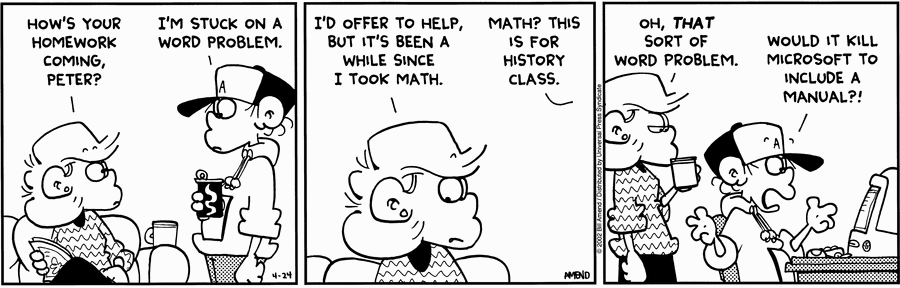 HOW'S YOUR
HOMEWORK
COMING,
PETER?
I'M STUCK ON A
WORD PROBLEM.
A
S
4-24
I'D OFFER TO HELP,
BUT IT'S BEEN A
WHILE SINCE
I TOOK MATH.
MATH? THIS
IS FOR
HISTORY
CLASS.
AMEND
© 2002 Bill Amend / Distributed by Universal Press Syndicate
OH, THAT
SORT OF
WORD PROBLEM.
WOULD IT KILL
MICROSOFT TO
INCLUDE A
MANUAL?!
A